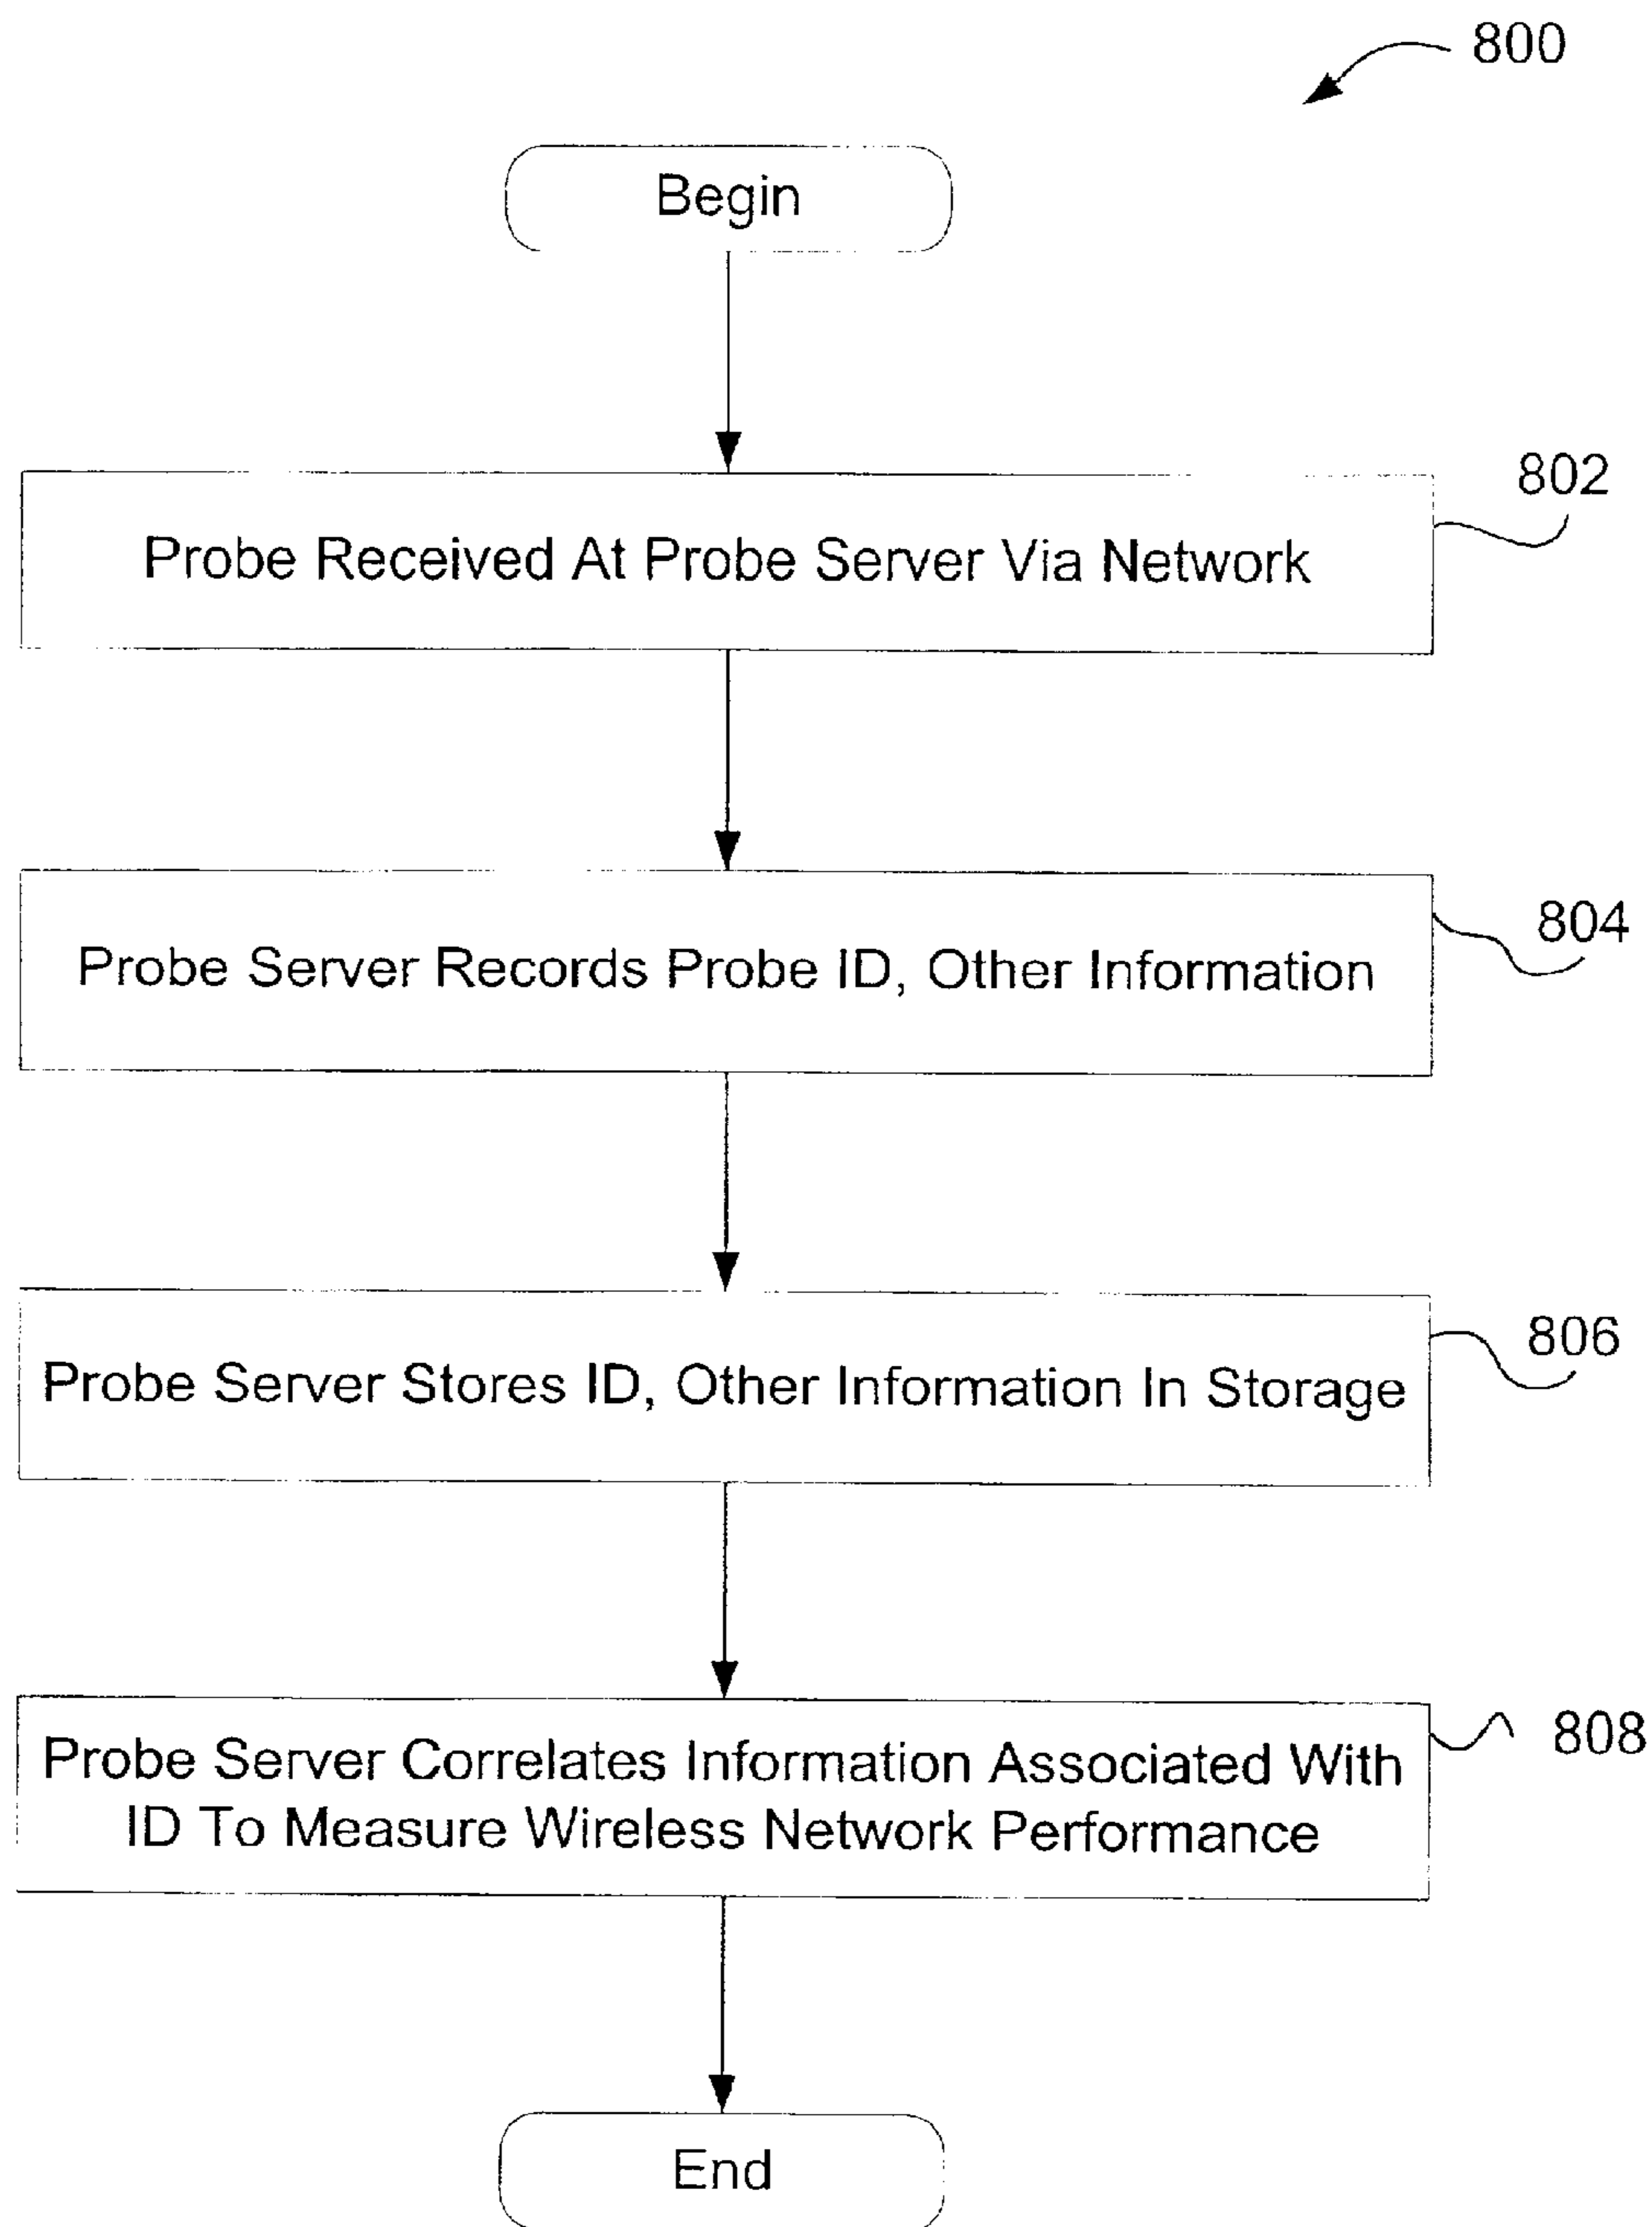 800
Begin
802
Probe Received At Probe Server Via Network
804
Probe Server Records Probe ID, Other Information
806
Probe Server Stores ID, Other Information In Storage
808
Probe Server Correlates Information Associated With
ID To Measure Wireless Network Performance
End